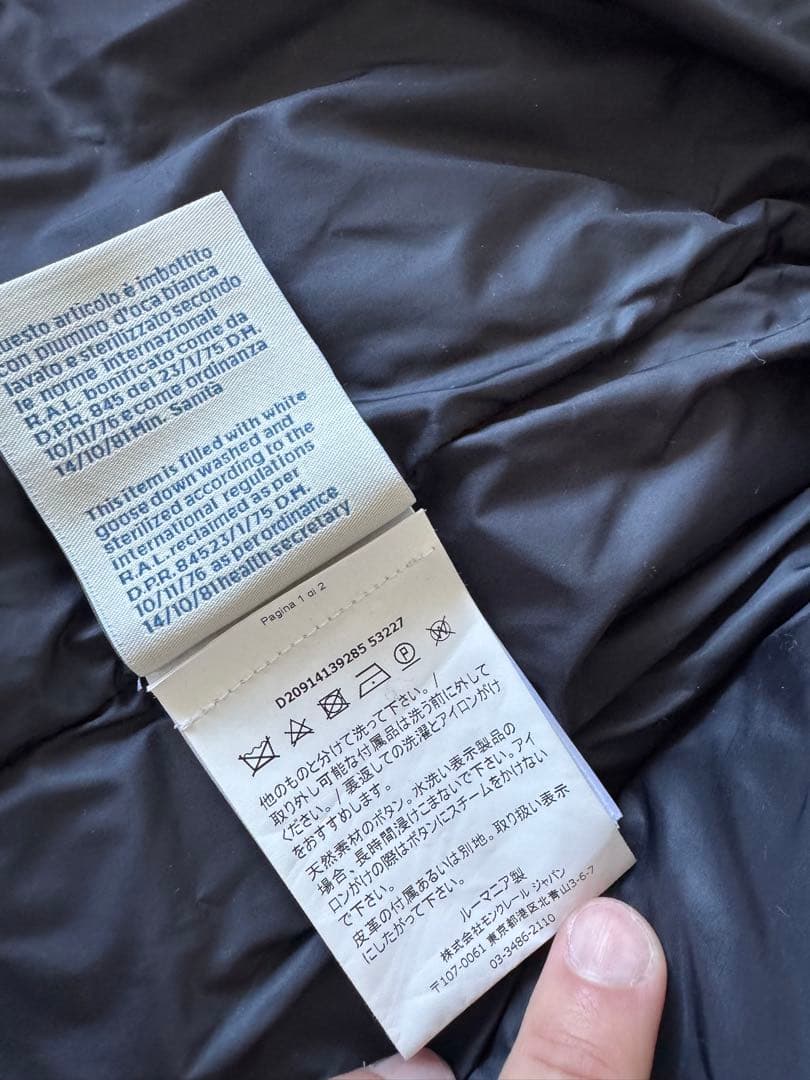 uesto articolo è imbottito
con piumino d'oca bianca
lavato e sterilizzato secondo
le norme internazionali
R.A.L. bonificato come da
D.P.R. 845 del 23/1/75 D.H.
10/11/76 e come ordinanza
14/10/81 Min. Sanità
This item is filled with white
goose down washed and
sterilized according to the
international regulations
R.A.L. reclaimed as per
D.P.R. 845 23/1/75 D.H.
10/11/76 as per ordinance
14/10/81 health secretary
Pagina 1 di 2
D20914139285 53227
他のものと分けて洗って下さい。/
取り外し可能な付属品は洗う前に外して
ください。/ 裏返しての洗濯とアイロンがけ
をおすすめします。
天然素材のボタン。水洗い表示製品の
場合、長時間浸けこまないで下さい。アイ
ロンがけの際はボタンにスチームをかけない
で下さい。
皮革の付属あるいは別地。取り扱い表示
にしたがって下さい。
ルーマニア製
株式会社モンクレール ジャパン
〒107-0061 東京都港区北青山3-6-7
03-3486-2110